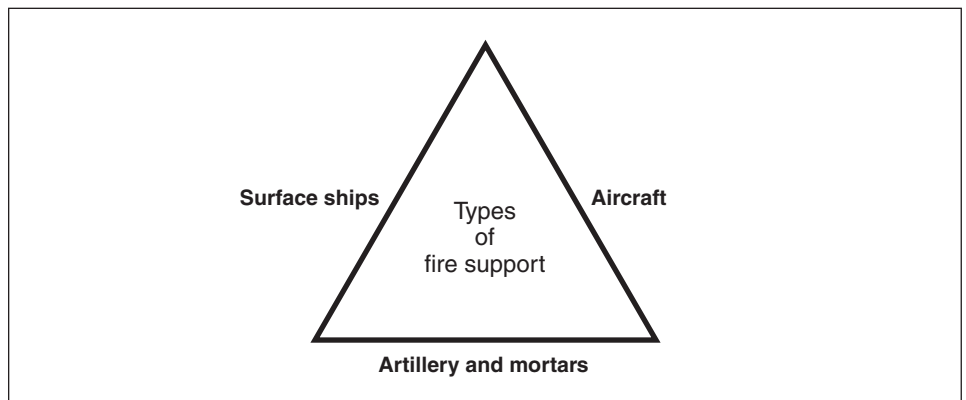 Surface ships
Aircraft
Types
of
fire support
Artillery and mortars